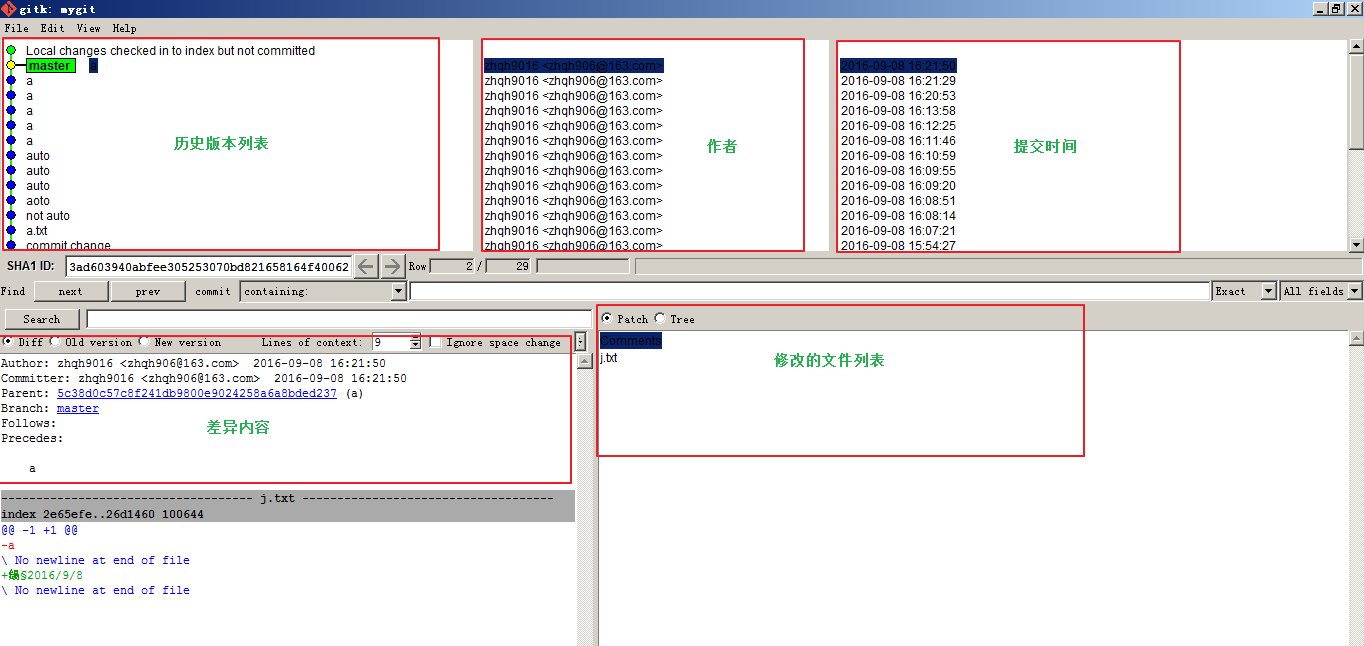 gitk: mygit
File Edit View Help
Local changes checked in to index but not committed
master a
a
a
a
a
a
auto
auto
auto
aoto
not auto
a.txt
commit change
历史版本列表
zhqh9016 <zhqh906@163.com>
zhqh9016 <zhqh906@163.com>
zhqh9016 <zhqh906@163.com>
zhqh9016 <zhqh906@163.com>
zhqh9016 <zhqh906@163.com>
zhqh9016 <zhqh906@163.com>
zhqh9016 <zhqh906@163.com>
zhqh9016 <zhqh906@163.com>
zhqh9016 <zhqh906@163.com>
zhqh9016 <zhqh906@163.com>
zhqh9016 <zhqh906@163.com>
zhqh9016 <zhqh906@163.com>
zhqh9016 <zhqh906@163.com>
作者
2016-09-08 16:21:50
2016-09-08 16:21:29
2016-09-08 16:20:53
2016-09-08 16:13:58
2016-09-08 16:12:25
2016-09-08 16:11:46
2016-09-08 16:10:59
2016-09-08 16:09:55
2016-09-08 16:09:20
2016-09-08 16:08:51
2016-09-08 16:08:14
2016-09-08 16:07:21
2016-09-08 15:54:27
提交时间
SHA1 ID: 3ad603940abfee305253070bd821658164f40062 Row 2 / 29
Find next prev commit containing: Exact All fields
Search
Diff Old version New version Lines of context: 9 Ignore space change
Author: zhqh9016 <zhqh906@163.com> 2016-09-08 16:21:50
Committer: zhqh9016 <zhqh906@163.com> 2016-09-08 16:21:50
Parent: 5c38d0c57c8f241db9800e9024258a6a8bded237 (a)
Branch: master
Follows:
Precedes:
差异内容
a
------------------------------------ j.txt ------------------------------------
index 2e65efe..26d1460 100644
@@ -1 +1 @@
-a
\ No newline at end of file
2016/9/8
\ No newline at end of file
Patch Tree
Comments
j.txt
修改的文件列表